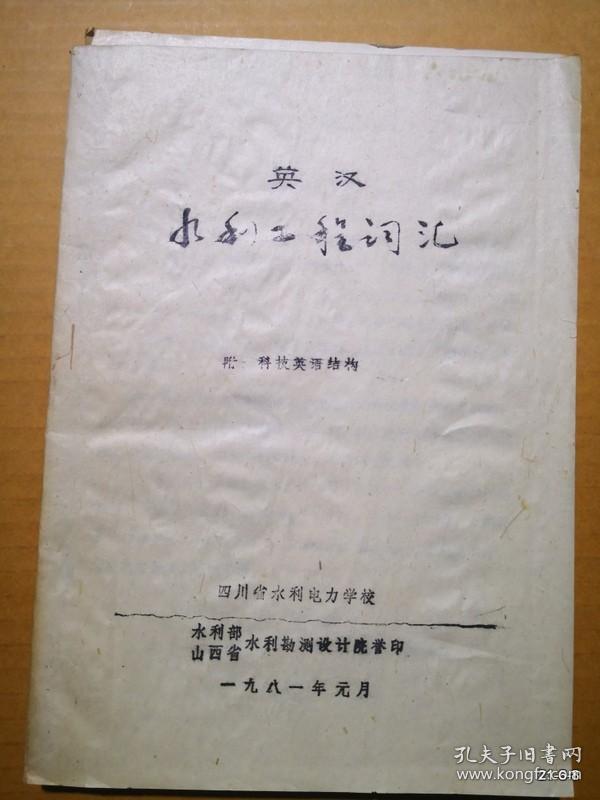 英汉
水利工程词汇
附：科技英语结构
四川省水利电力学校
水利部
山西省 水利勘测设计院誉印
一九八一年元月
孔夫子旧书网
www.kongfz.com